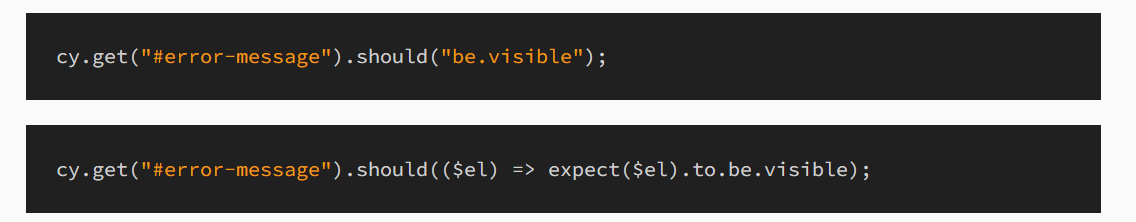 cy.get("#error-message").should("be.visible");
cy.get("#error-message").should(($el) => expect($el).to.be.visible);